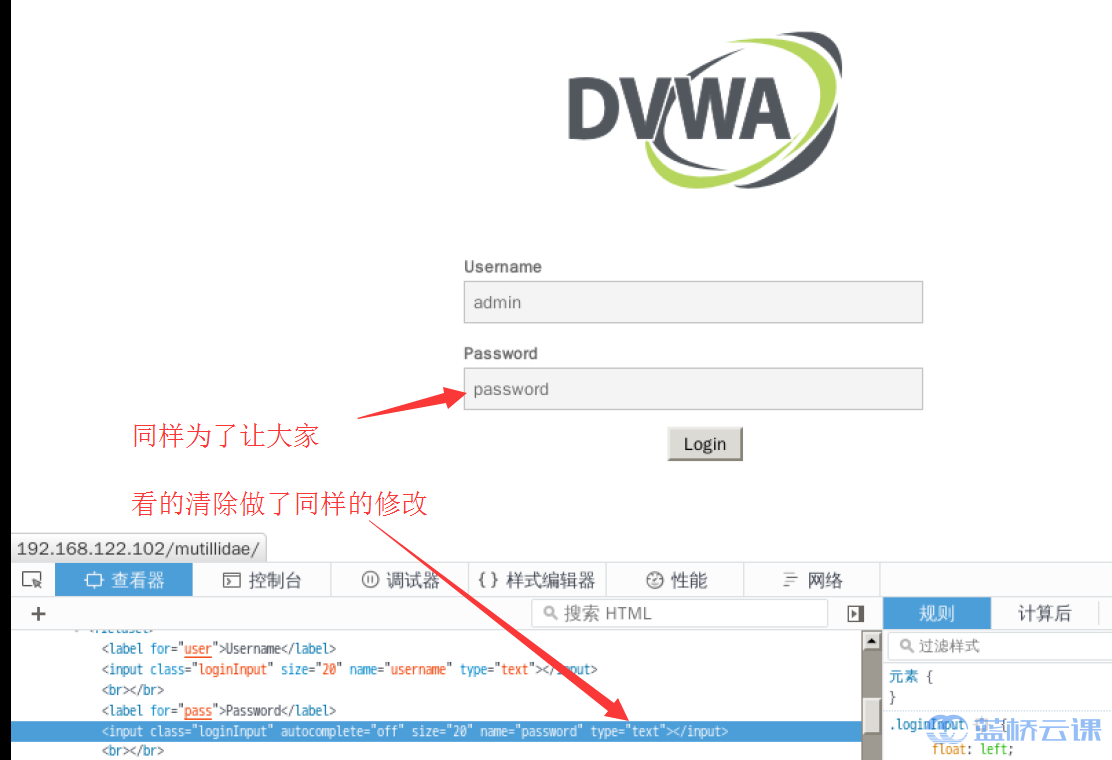 DVWA
Username
admin
Password
password
同样为了让大家
Login
看的清除做了同样的修改
192.168.122.102/mutillidae/
查看器 控制台 调试器 {} 样式编辑器 性能 网络
+ 搜索 HTML 规则 计算后
过滤样式
<label for="user">Username</label>
<input class="loginInput" size="20" name="username" type="text"></input>
<br></br>
<label for="pass">Password</label>
<input class="loginInput" autocomplete="off" size="20" name="password" type="text"></input>
<br></br>
元素 {
}
.loginInput {
float: left;
蓝桥云课